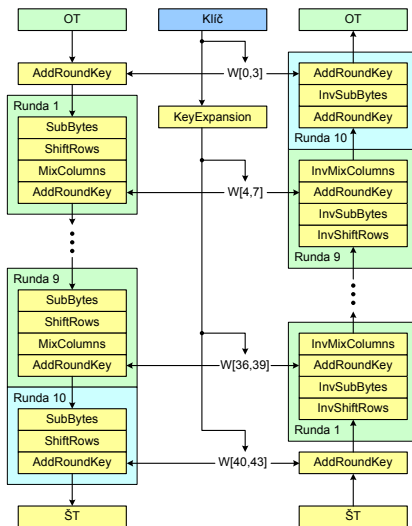 OT
Klíč
OT
AddRoundKey
W[0,3]
AddRoundKey
InvSubBytes
AddRoundKey
Runda 10
Runda 1
SubBytes
ShiftRows
MixColumns
AddRoundKey
KeyExpansion
W[4,7]
InvMixColumns
AddRoundKey
InvSubBytes
InvShiftRows
Runda 9
Runda 9
SubBytes
ShiftRows
MixColumns
AddRoundKey
W[36,39]
InvMixColumns
AddRoundKey
InvSubBytes
InvShiftRows
Runda 1
Runda 10
SubBytes
ShiftRows
AddRoundKey
W[40,43]
AddRoundKey
ŠT
ŠT